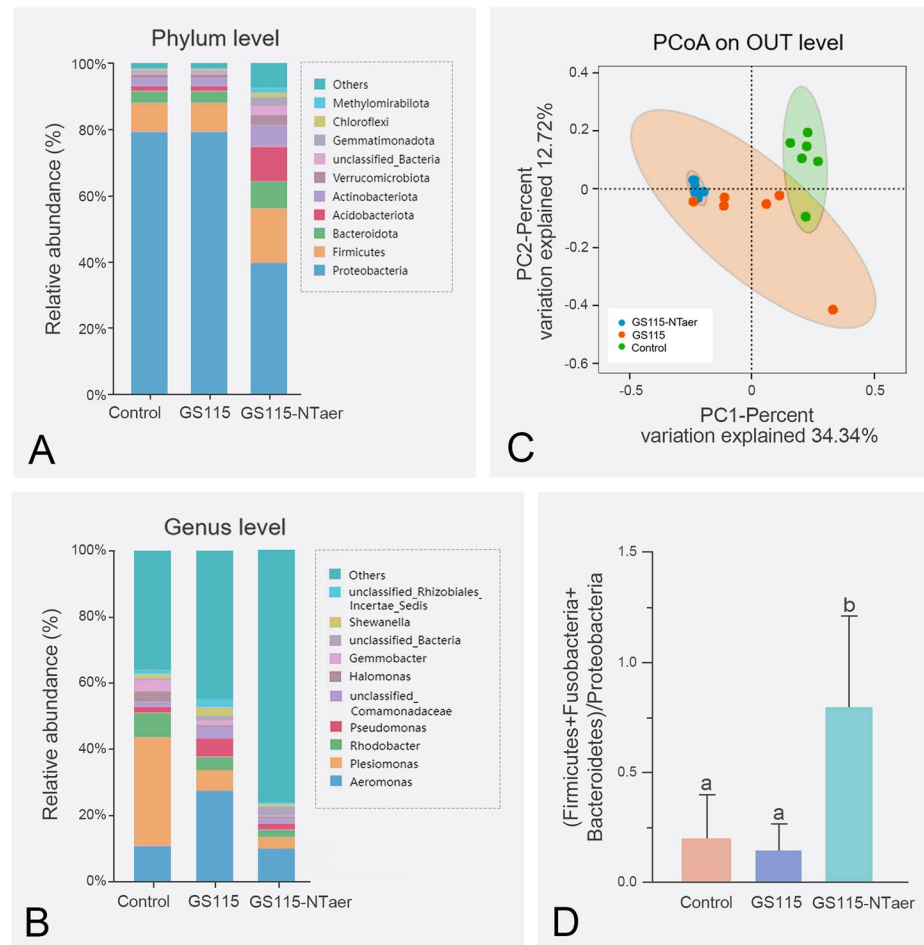 Phylum level
Relative abundance (%)
100%
80%
60%
40%
20%
0%
Control
GS115
GS115-NTaer
Others
Methylomirabilota
Chloroflexi
Gemmatimonadota
unclassified_Bacteria
Verrucomicrobiota
Actinobacteriota
Acidobacteriota
Bacteroidota
Firmicutes
Proteobacteria
A
PCoA on OUT level
PC2-Percent
variation explained 12.72%
0.4
0.2
0
-0.2
-0.4
-0.6
GS115-NTaer
GS115
Control
-0.5
0
0.5
PC1-Percent
variation explained 34.34%
C
Genus level
Relative abundance (%)
100%
80%
60%
40%
20%
0%
Control
GS115
GS115-NTaer
Others
unclassified_Rhizobiales_
Incertae_Sedis
Shewanella
unclassified_Bacteria
Gemmobacter
Halomonas
unclassified_
Comamonadaceae
Pseudomonas
Rhodobacter
Plesiomonas
Aeromonas
B
(Firmicutes+Fusobacteria+
Bacteroidetes)/Proteobacteria
1.5
1.0
0.5
0.0
a
a
b
Control
GS115
GS115-NTaer
D